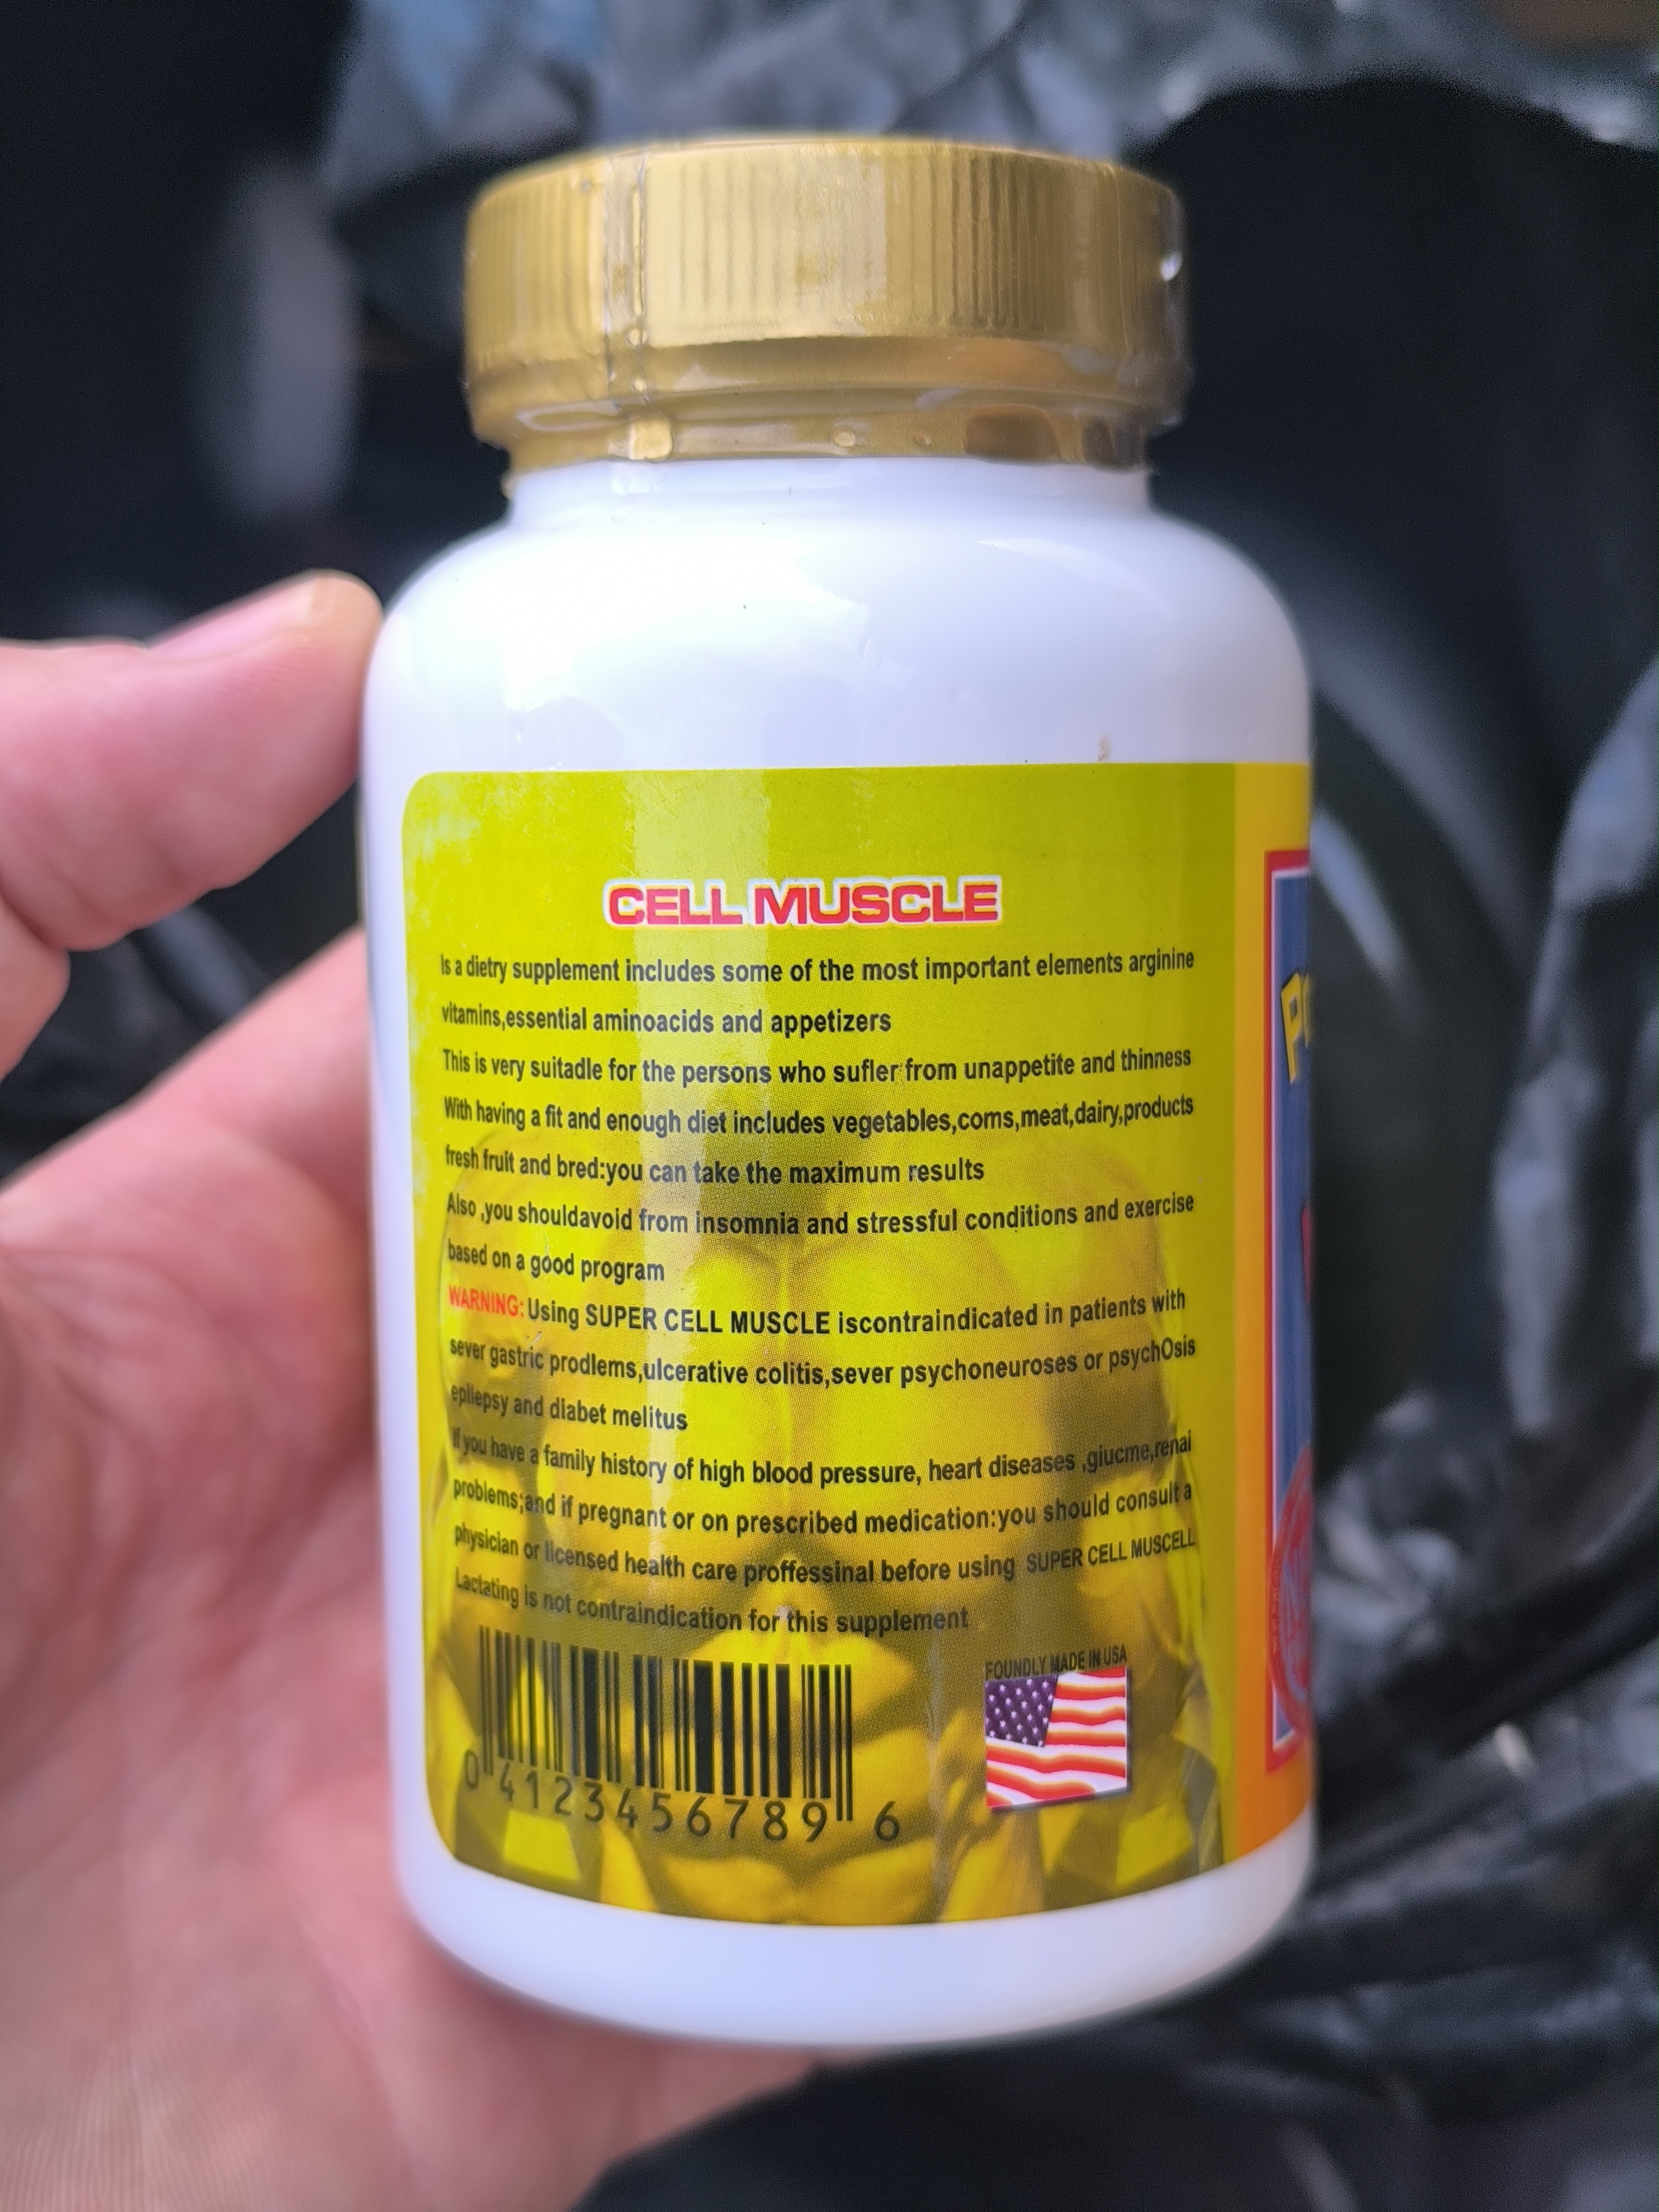 CELL MUSCLE
Is a dietry supplement includes some of the most important elements arginine
vitamins,essential aminoacids and appetizers
This is very suitadle for the persons who sufler from unappetite and thinness
With having a fit and enough diet includes vegetables,coms,meat,dairy,products
fresh fruit and bred:you can take the maximum results
Also ,you shouldavoid from insomnia and stressful conditions and exercise
based on a good program
WARNING: Using SUPER CELL MUSCLE iscontraindicated in patients with
sever gastric prodlems,ulcerative colitis,sever psychoneuroses or psychOsis
epilepsy and diabet melitus
If you have a family history of high blood pressure, heart diseases ,giucme,renai
problems;and if pregnant or on prescribed medication:you should consult a
physician or licensed health care proffessinal before using SUPER CELL MUSCELL
Lactating is not contraindication for this supplement
FOUNDLY MADE IN USA
0 4123456789 6